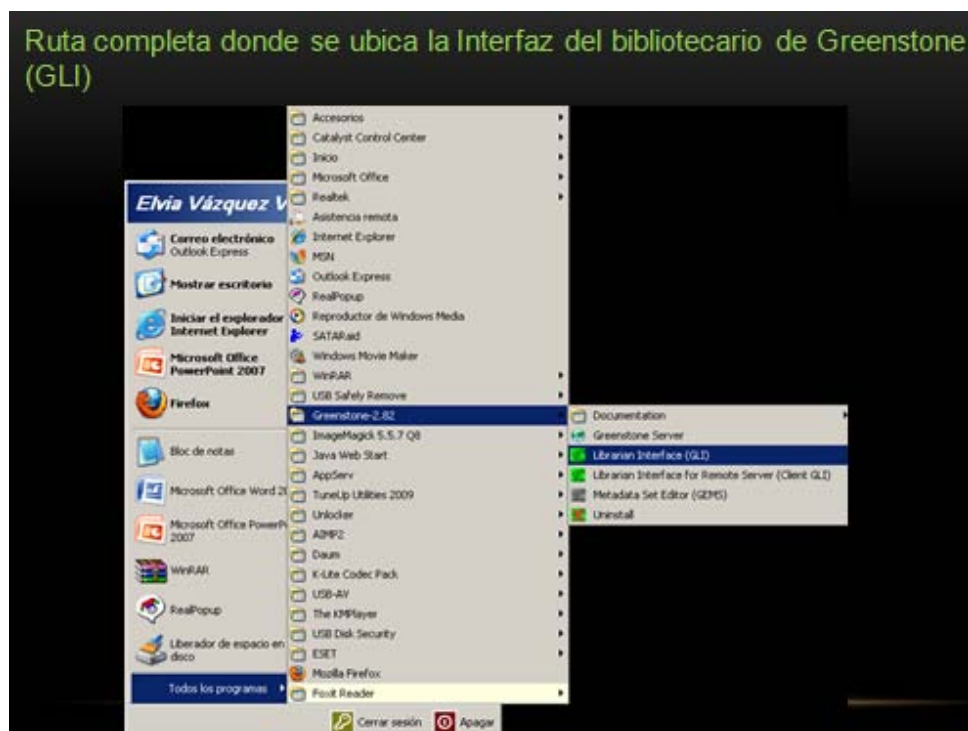 Ruta completa donde se ubica la Interfaz del bibliotecario de Greenstone
(GLI)
Elvia Vázquez V
Correo electrónico
Outlook Express
Mostrar escritorio
Iniciar el explorador
Internet Explorer
Microsoft Office
PowerPoint 2007
Firefox
Bloc de notas
Microsoft Office Word 20
Microsoft Office PowerP
2007
WinRAR
RealPopup
Liberador de espacio en
disco
Todos los programas
Accesorios
Catalyst Control Center
Inicio
Microsoft Office
Realtek
Asistencia remota
Internet Explorer
MSN
Outlook Express
RealPopup
Reproductor de Windows Media
SATARaid
Windows Movie Maker
WinRAR
USB Safely Remove
Greenstone-2.82
ImageMagick 5.5.7 Q8
Java Web Start
AppServ
TuneUp Utilities 2009
Unlocker
AIMP2
Daum
K-Lite Codec Pack
USB-AV
The KMPlayer
USB Disk Security
ESET
Mozilla Firefox
Foxit Reader
Documentation
Greenstone Server
Librarian Interface (GLI)
Librarian Interface for Remote Server (Client GLI)
Metadata Set Editor (GEMS)
Uninstall
Cerrar sesión
Apagar